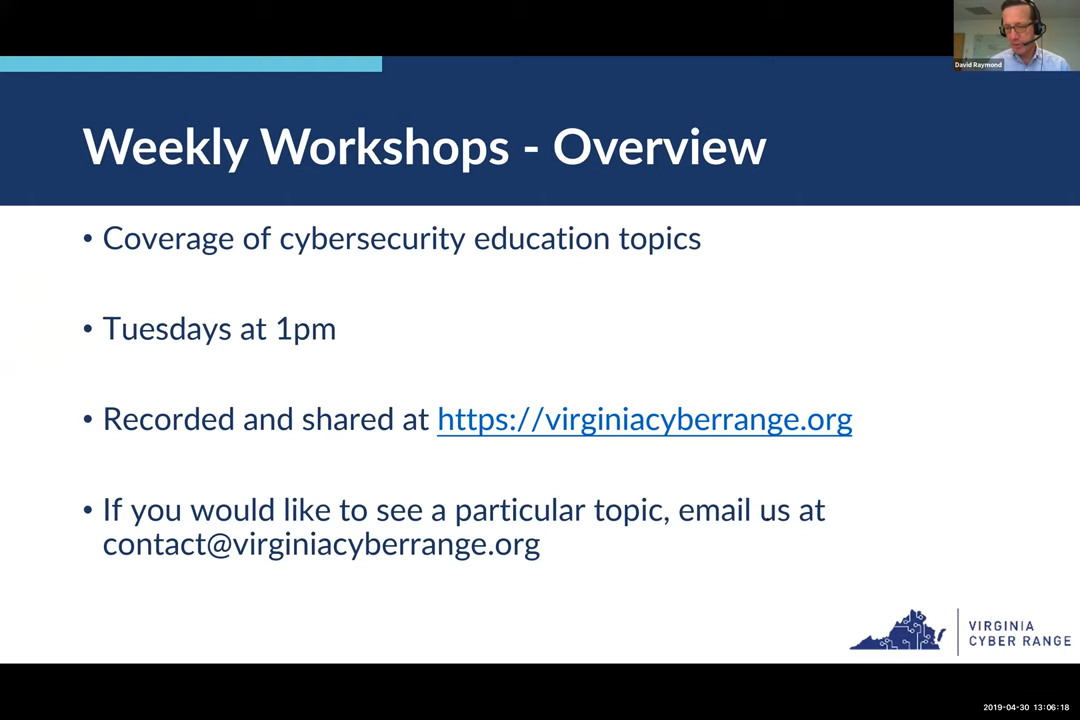 David Raymond
Weekly Workshops - Overview
• Coverage of cybersecurity education topics
• Tuesdays at 1pm
• Recorded and shared at https://virginiacyberrange.org
• If you would like to see a particular topic, email us at
contact@virginiacyberrange.org
VIRGINIA
CYBER RANGE
2019-04-30 13:06:18